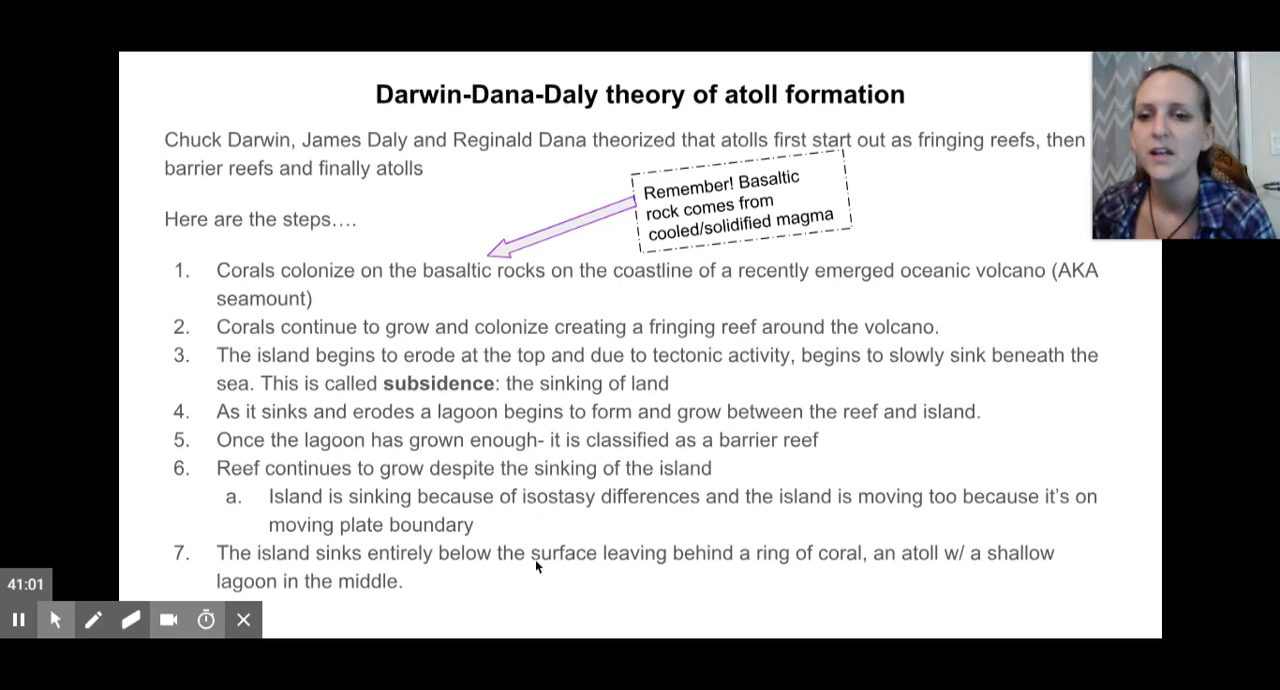 Darwin-Dana-Daly theory of atoll formation
Chuck Darwin, James Daly and Reginald Dana theorized that atolls first start out as fringing reefs, then
barrier reefs and finally atolls
Remember! Basaltic
rock comes from
cooled/solidified magma
Here are the steps....
1. Corals colonize on the basaltic rocks on the coastline of a recently emerged oceanic volcano (AKA
seamount)
2. Corals continue to grow and colonize creating a fringing reef around the volcano.
3. The island begins to erode at the top and due to tectonic activity, begins to slowly sink beneath the
sea. This is called subsidence: the sinking of land
4. As it sinks and erodes a lagoon begins to form and grow between the reef and island.
5. Once the lagoon has grown enough- it is classified as a barrier reef
6. Reef continues to grow despite the sinking of the island
a. Island is sinking because of isostasy differences and the island is moving too because it's on
moving plate boundary
7. The island sinks entirely below the surface leaving behind a ring of coral, an atoll w/ a shallow
lagoon in the middle.
41:01